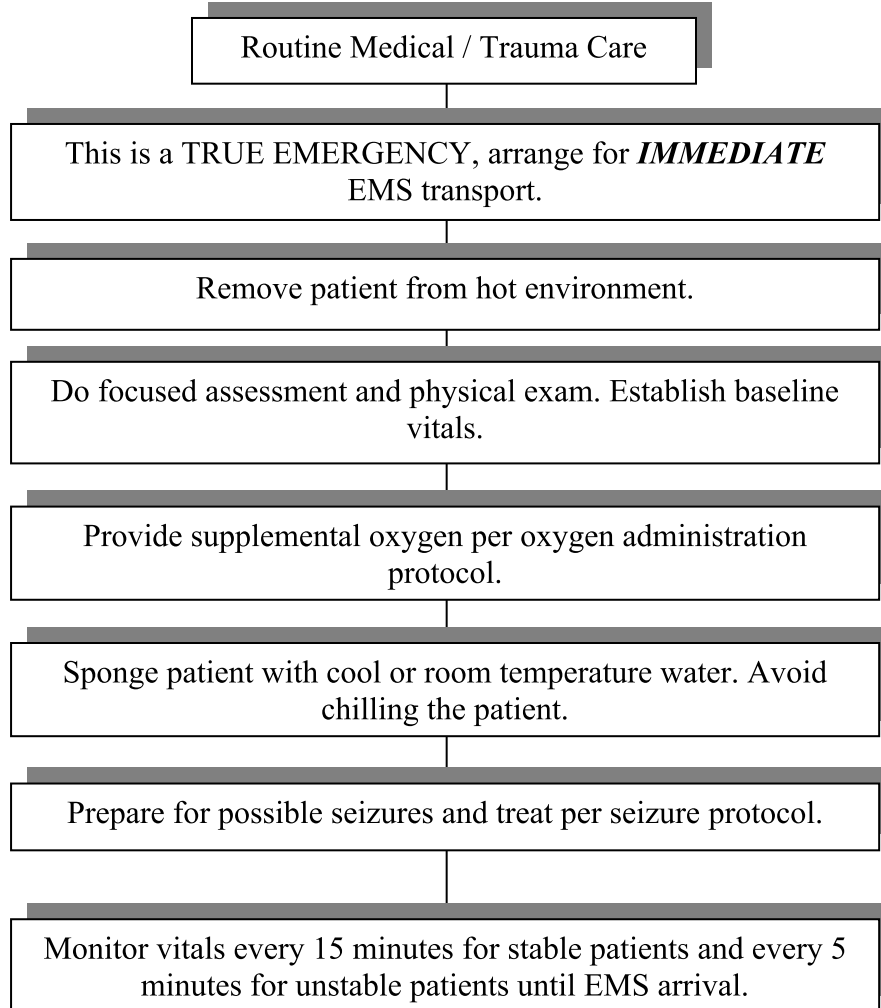 Routine Medical / Trauma Care
This is a TRUE EMERGENCY, arrange for IMMEDIATE
EMS transport.
Remove patient from hot environment.
Do focused assessment and physical exam. Establish baseline
vitals.
Provide supplemental oxygen per oxygen administration
protocol.
Sponge patient with cool or room temperature water. Avoid
chilling the patient.
Prepare for possible seizures and treat per seizure protocol.
Monitor vitals every 15 minutes for stable patients and every 5
minutes for unstable patients until EMS arrival.